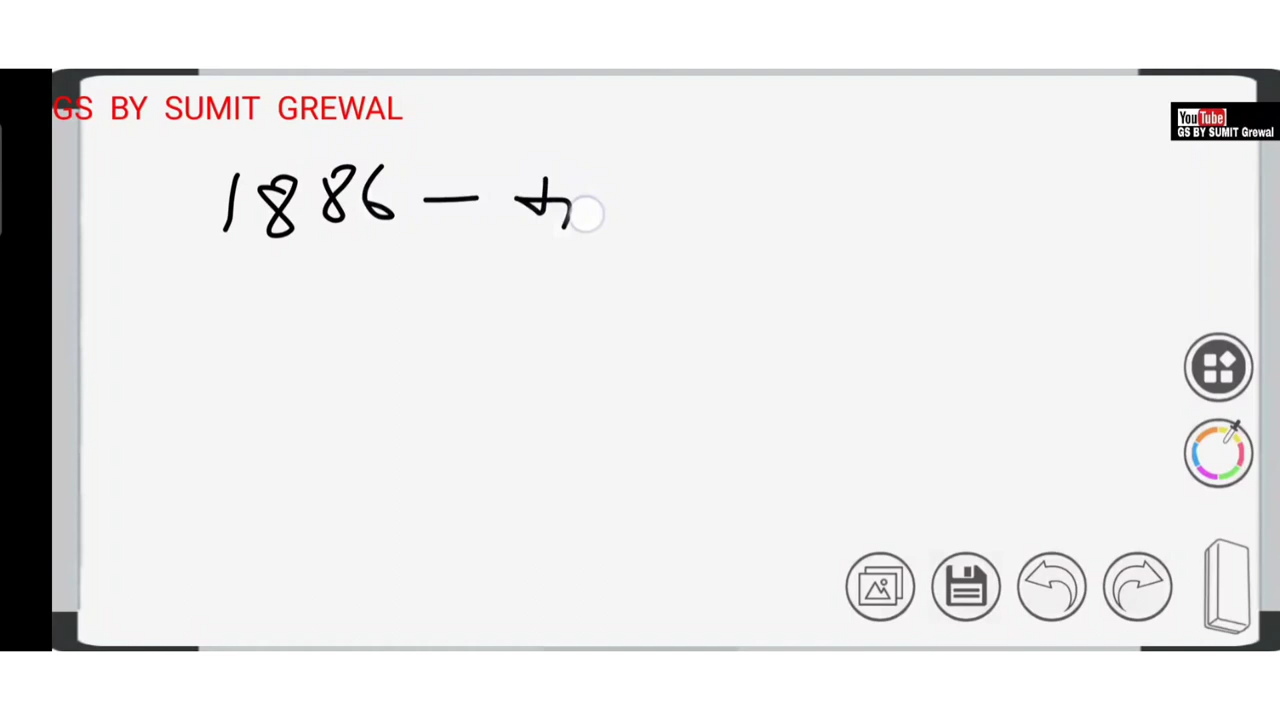 GS BY SUMIT GREWAL
YouTube
GS BY SUMIT Grewal
1886 –